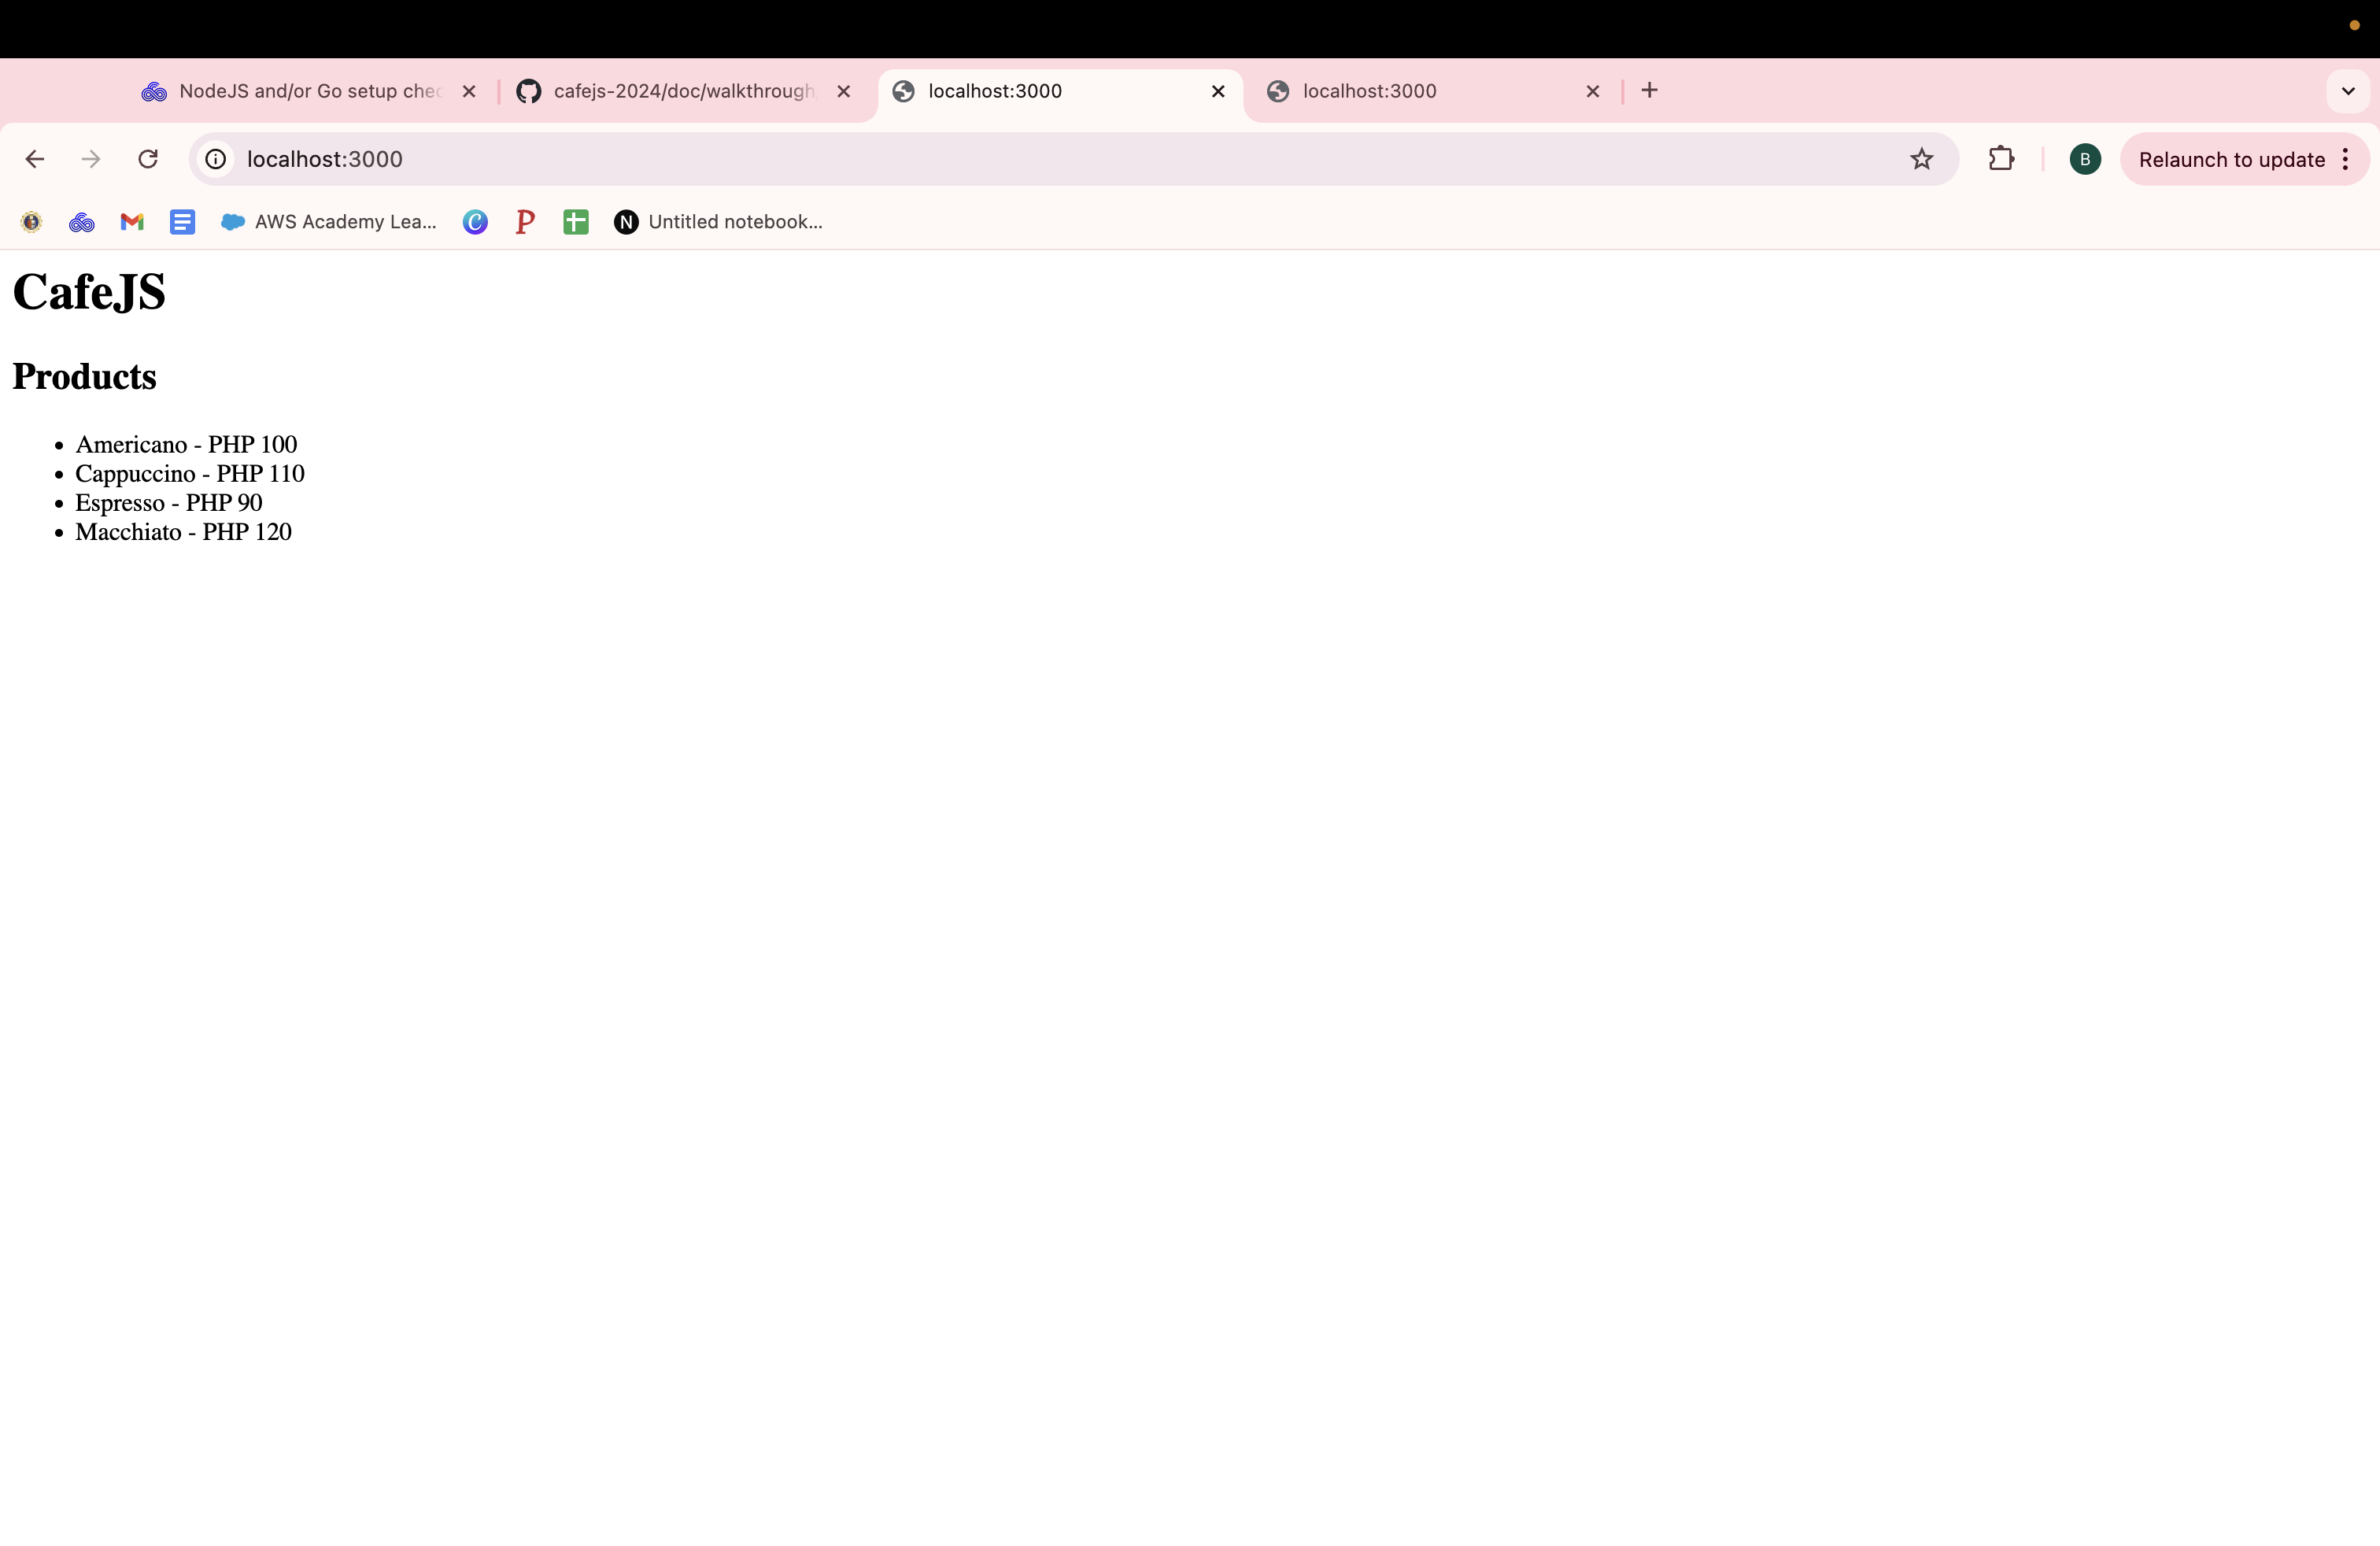 NodeJS and/or Go setup chec
cafejs-2024/doc/walkthrough
localhost:3000
localhost:3000
localhost:3000
B
Relaunch to update
AWS Academy Lea...
C
P
N
Untitled notebook...
CafeJS
Products
• Americano - PHP 100
• Cappuccino - PHP 110
• Espresso - PHP 90
• Macchiato - PHP 120